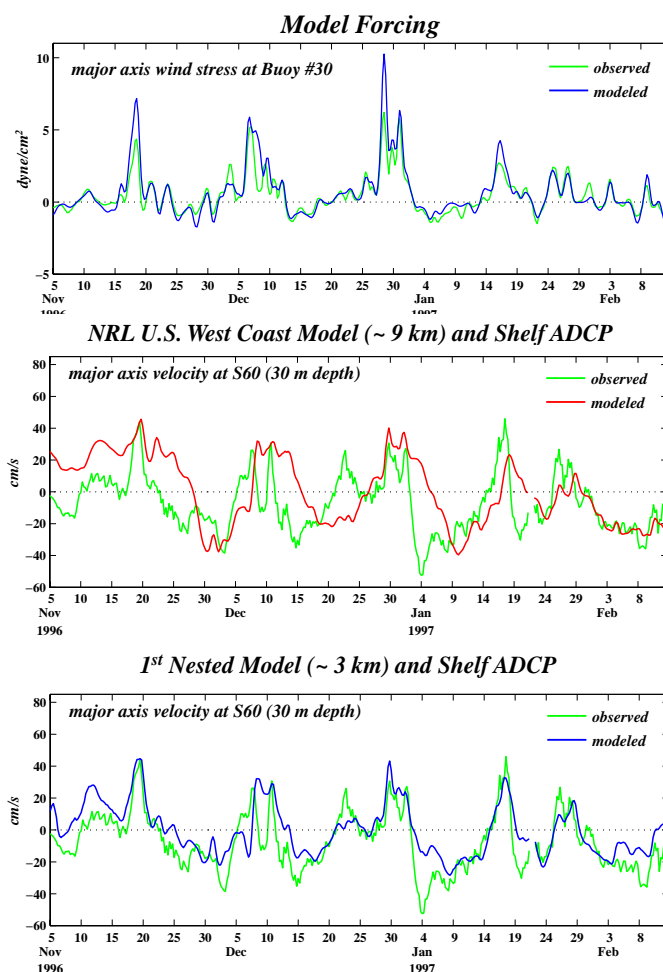 Model Forcing
major axis wind stress at Buoy #30
observed
modeled
dyne/cm²
10
5
0
−5
5 10 15 20 25 30 5 10 15 20 25 30 4 9 14 19 24 29 3 8
Nov Dec Jan Feb
1996 1997
NRL U.S. West Coast Model (~ 9 km) and Shelf ADCP
major axis velocity at S60 (30 m depth)
observed
modeled
cm/s
80
60
40
20
0
−20
−40
−60
5 10 15 20 25 30 5 10 15 20 25 30 4 9 14 19 24 29 3 8
Nov Dec Jan Feb
1996 1997
1st Nested Model (~ 3 km) and Shelf ADCP
major axis velocity at S60 (30 m depth)
observed
modeled
cm/s
80
60
40
20
0
−20
−40
−60
5 10 15 20 25 30 5 10 15 20 25 30 4 9 14 19 24 29 3 8
Nov Dec Jan Feb
1996 1997